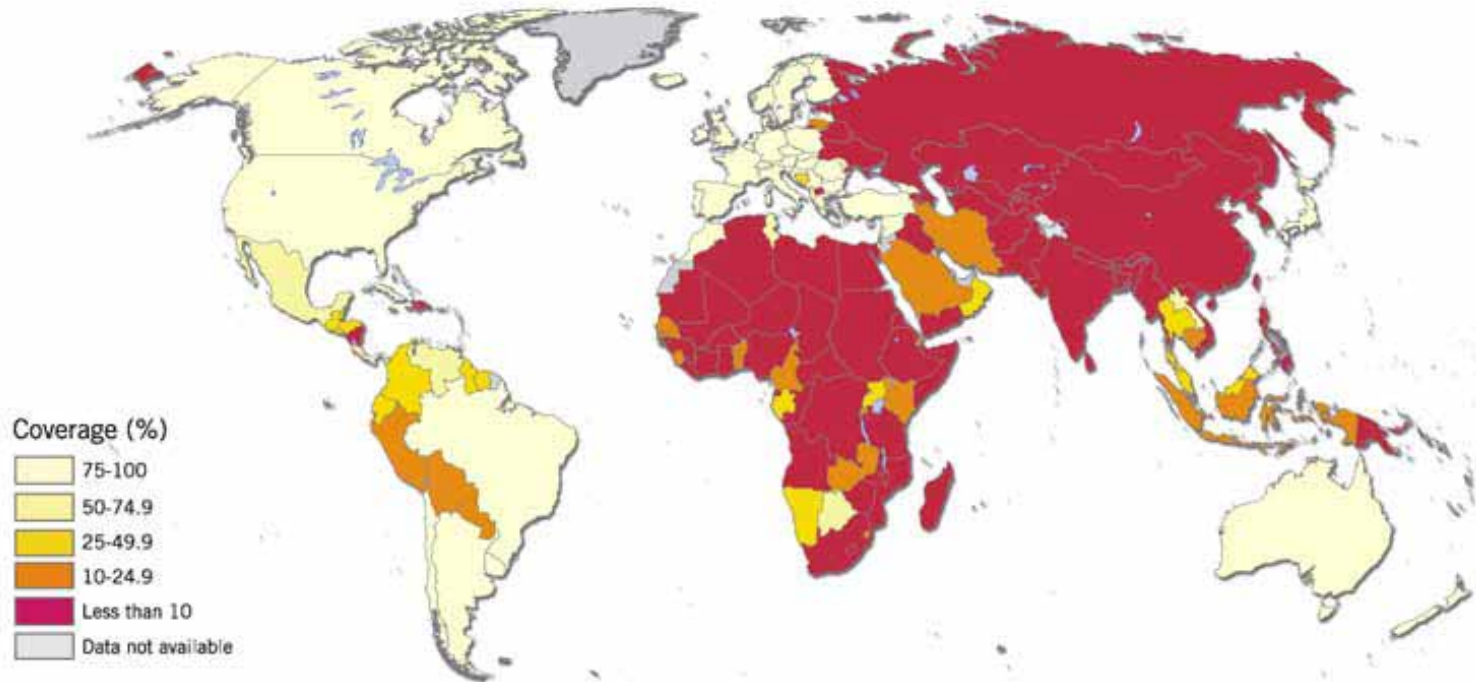 Coverage (%)
75-100
50-74.9
25-49.9
10-24.9
Less than 10
Data not available